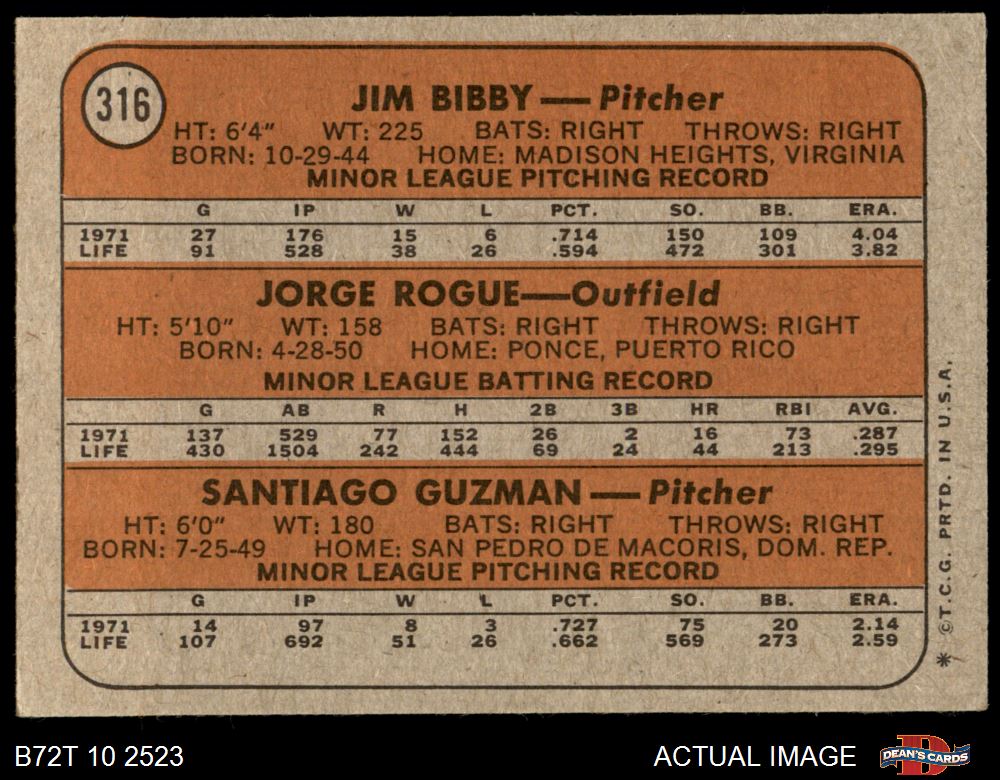 316
JIM BIBBY — Pitcher
HT: 6'4" WT: 225 BATS: RIGHT THROWS: RIGHT
BORN: 10-29-44 HOME: MADISON HEIGHTS, VIRGINIA
MINOR LEAGUE PITCHING RECORD
G IP W L PCT. SO. BB. ERA.
1971 27 176 15 6 .714 150 109 4.04
LIFE 91 528 38 26 .594 472 301 3.82
JORGE ROGUE — Outfield
HT: 5'10" WT: 158 BATS: RIGHT THROWS: RIGHT
BORN: 4-28-50 HOME: PONCE, PUERTO RICO
MINOR LEAGUE BATTING RECORD
G AB R H 2B 3B HR RBI AVG.
1971 137 529 77 152 26 2 16 73 .287
LIFE 430 1504 242 444 69 24 44 213 .295
SANTIAGO GUZMAN — Pitcher
HT: 6'0" WT: 180 BATS: RIGHT THROWS: RIGHT
BORN: 7-25-49 HOME: SAN PEDRO DE MACORIS, DOM. REP.
MINOR LEAGUE PITCHING RECORD
G IP W L PCT. SO. BB. ERA.
1971 14 97 8 3 .727 75 20 2.14
LIFE 107 692 51 26 .662 569 273 2.59
* ©T.C.G. PRTD. IN U.S.A.
B72T 10 2523
ACTUAL IMAGE
DEAN'S CARDS